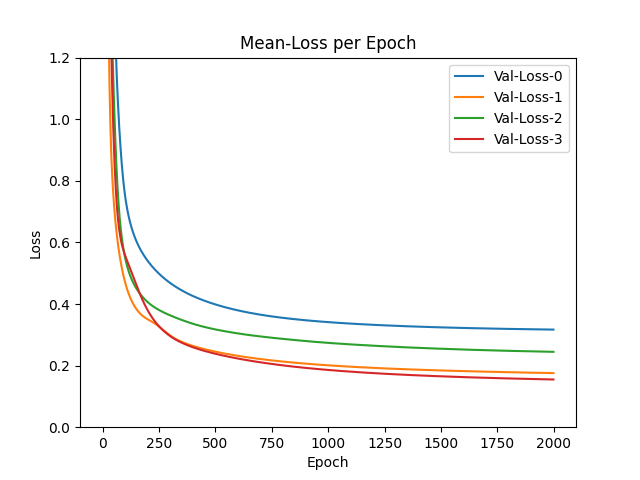 Mean-Loss per Epoch
1.2
1.0
0.8
0.6
0.4
0.2
0.0
Loss
Val-Loss-0
Val-Loss-1
Val-Loss-2
Val-Loss-3
0 250 500 750 1000 1250 1500 1750 2000
Epoch